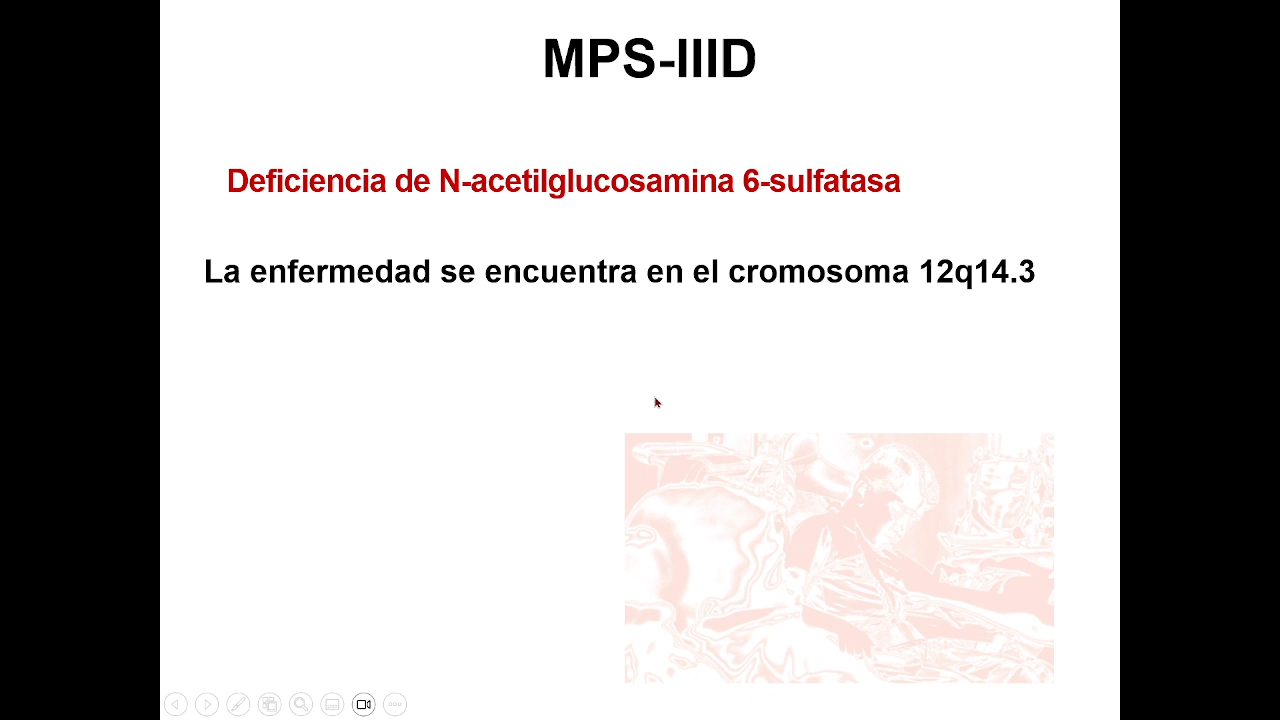 MPS-IIID
Deficiencia de N-acetilglucosamina 6-sulfatasa
La enfermedad se encuentra en el cromosoma 12q14.3